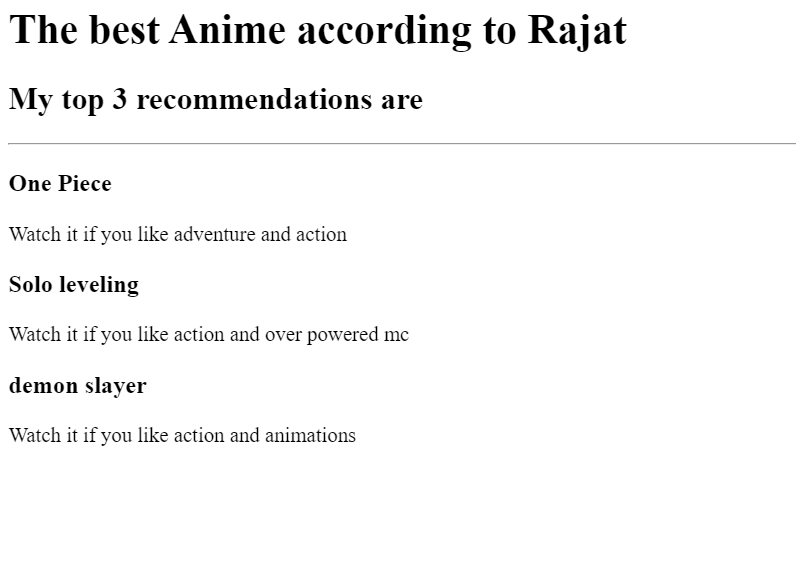 The best Anime according to Rajat
My top 3 recommendations are
One Piece
Watch it if you like adventure and action
Solo leveling
Watch it if you like action and over powered mc
demon slayer
Watch it if you like action and animations